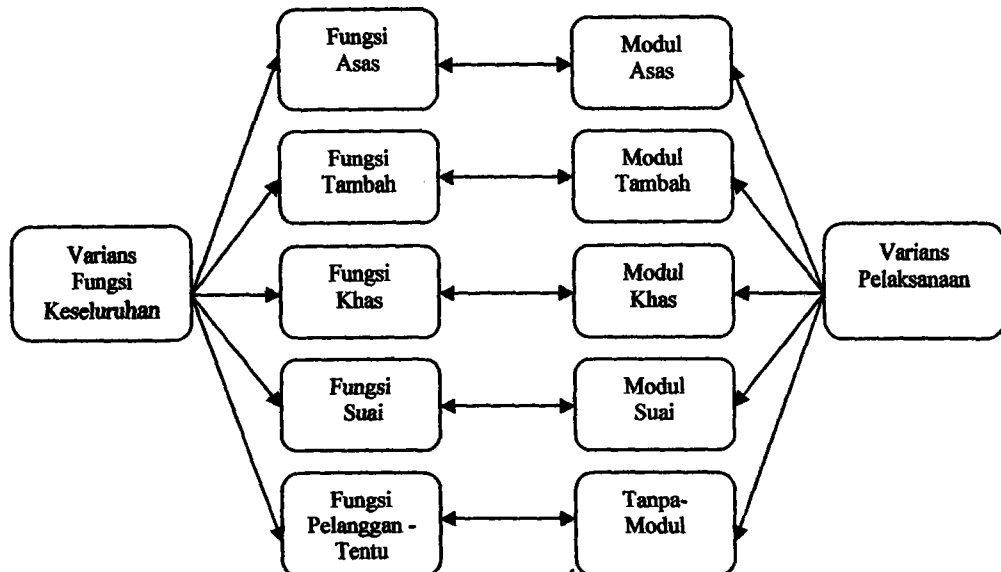 Fungsi
Asas
Modul
Asas
Fungsi
Tambah
Modul
Tambah
Varians
Fungsi
Keseluruhan
Fungsi
Khas
Modul
Khas
Varians
Pelaksanaan
Fungsi
Suai
Modul
Suai
Fungsi
Pelanggan -
Tentu
Tanpa-
Modul